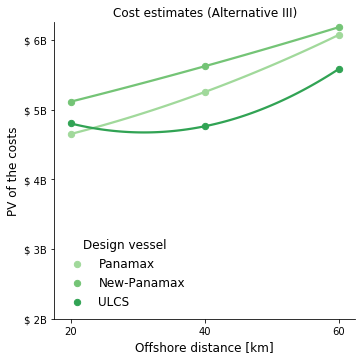 Cost estimates (Alternative III)
$ 6B
$ 5B
$ 4B
$ 3B
$ 2B
PV of the costs
Design vessel
Panamax
New-Panamax
ULCS
20
40
60
Offshore distance [km]